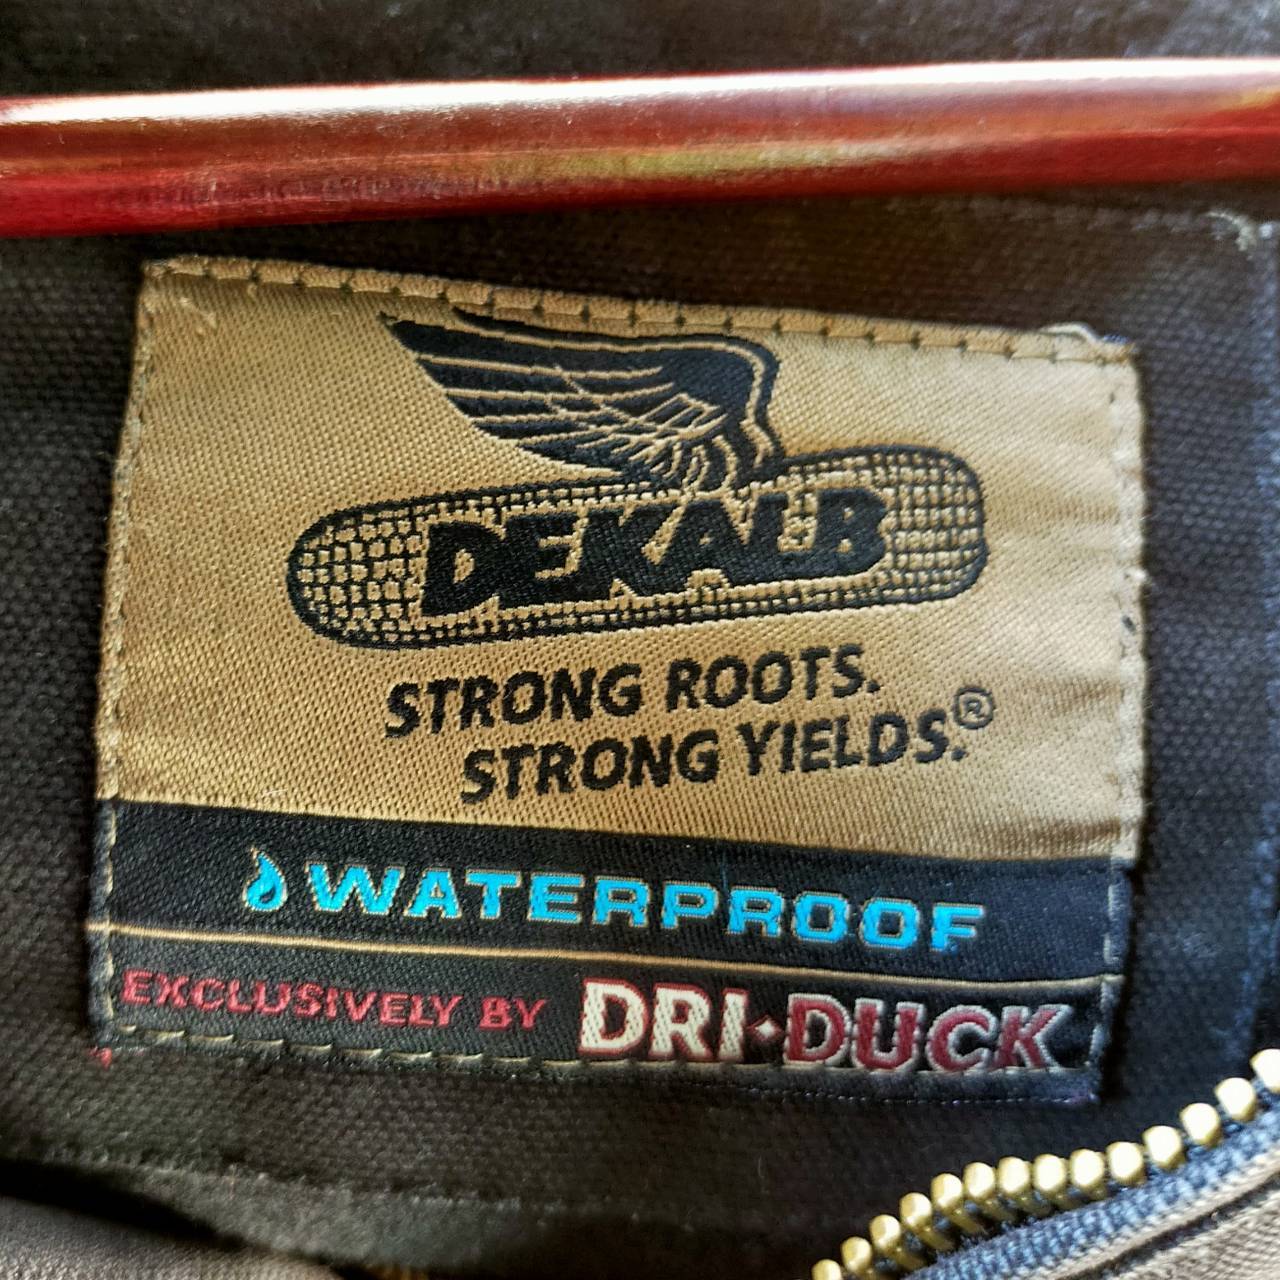 DEKALB
STRONG ROOTS.
STRONG YIELDS.®
WATERPROOF
EXCLUSIVELY BY DRI·DUCK